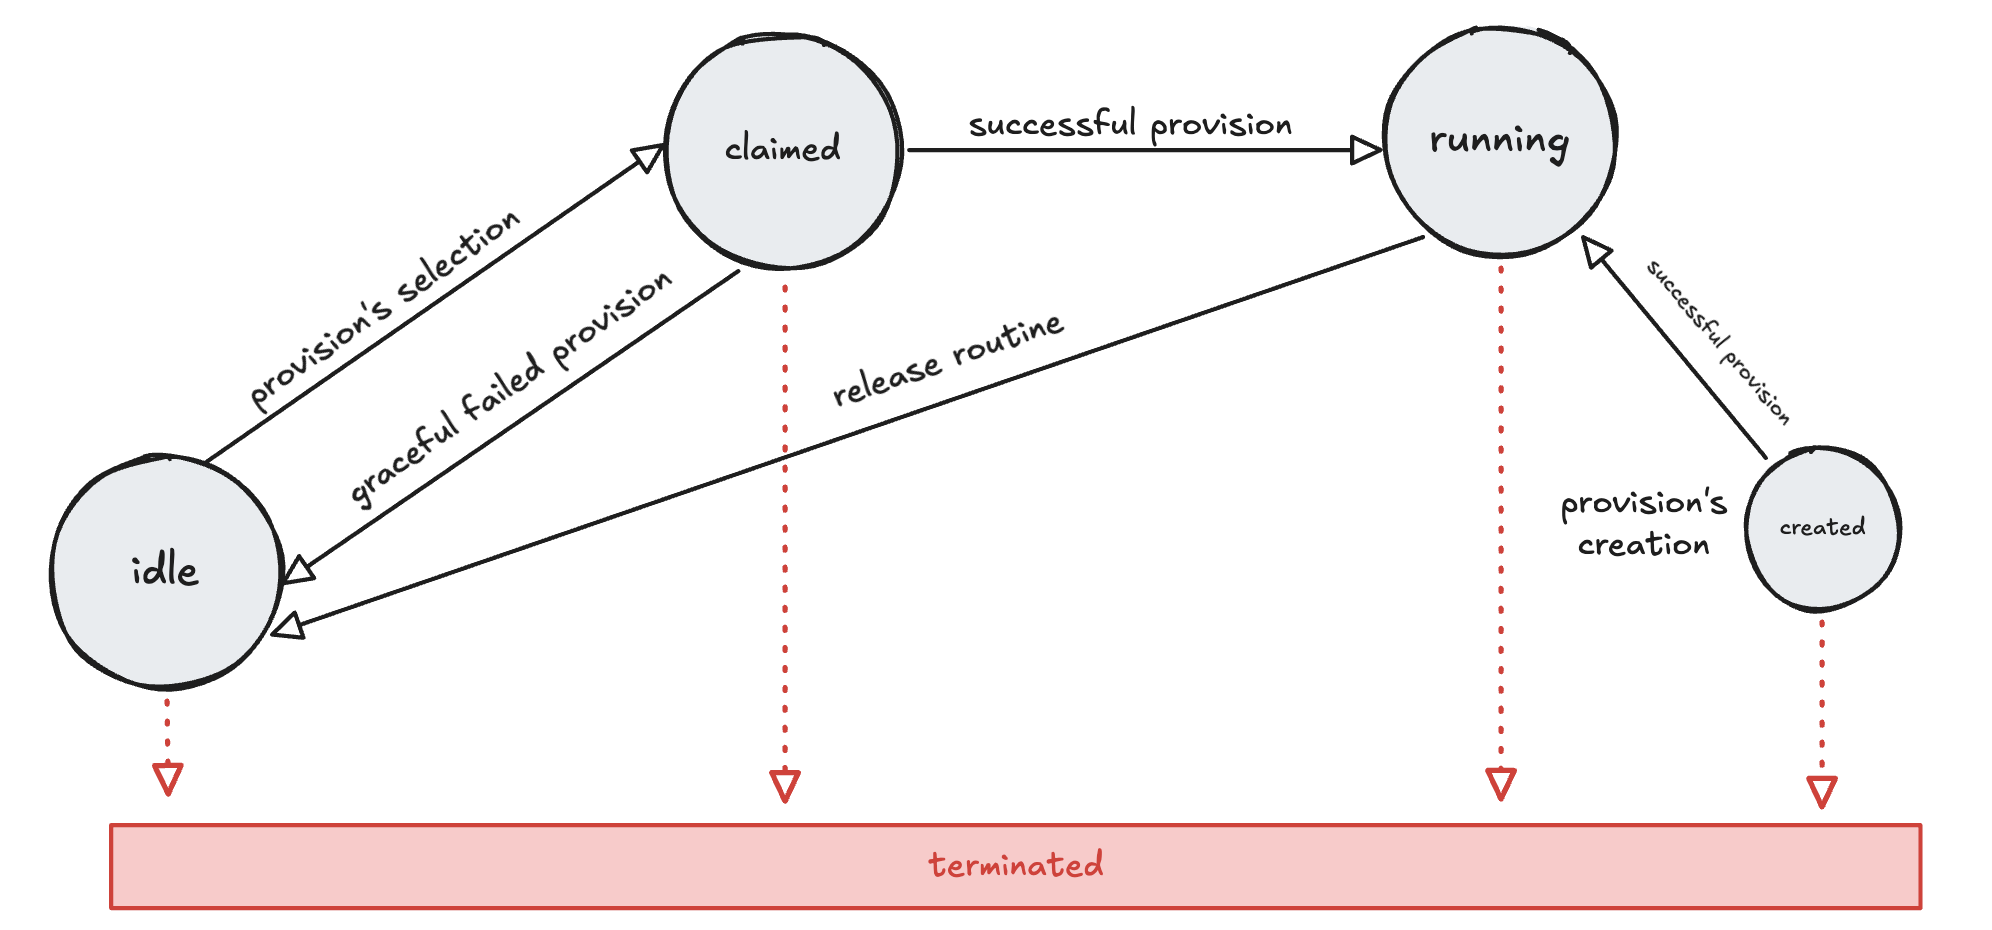 claimed
successful provision
running
provision's selection
graceful failed provision
release routine
successful provision
idle
provision's
creation
created
terminated